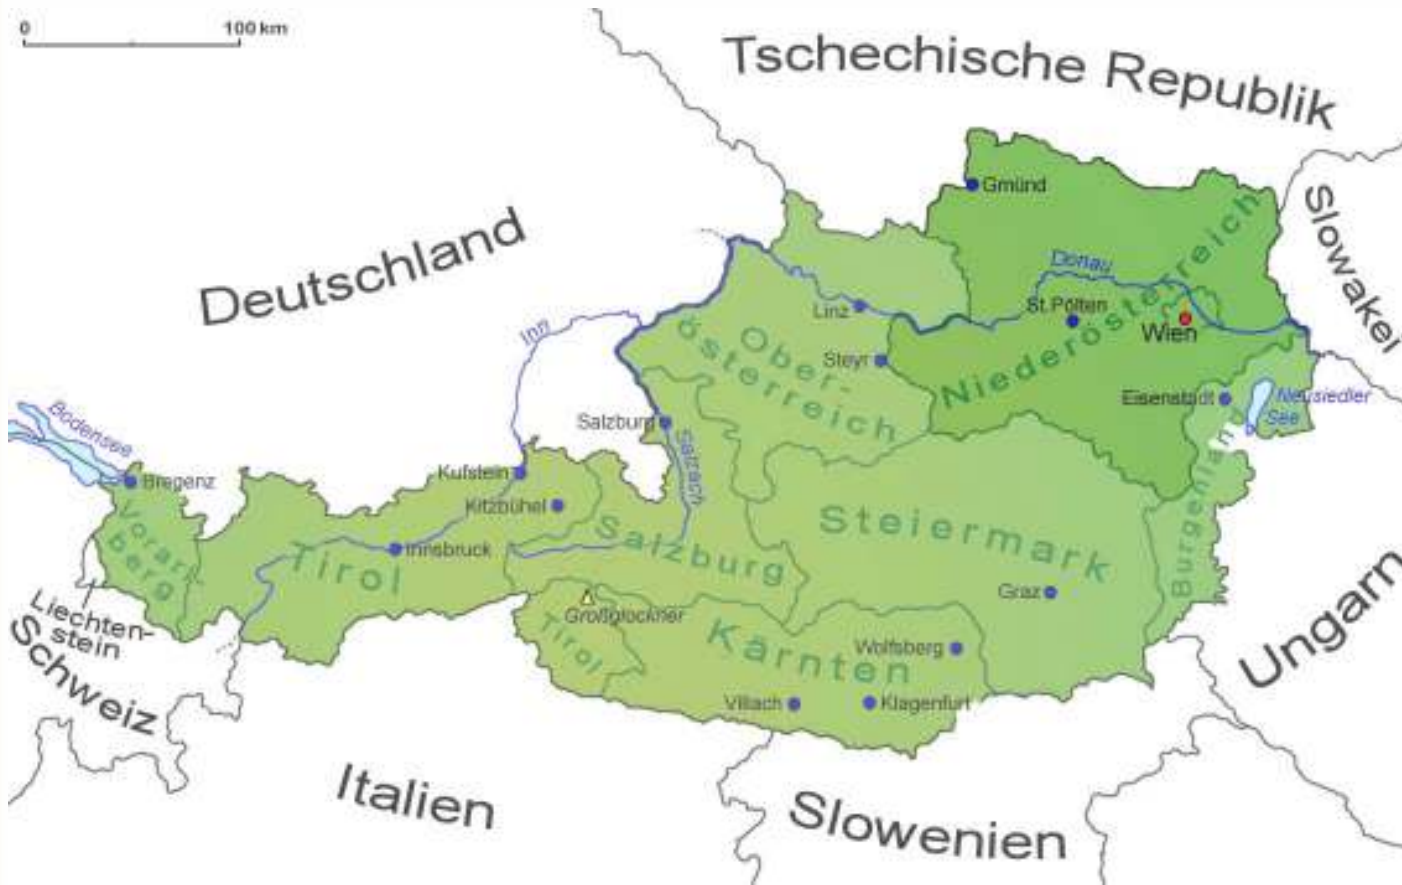 0 100 km
Tschechische Republik
Gmünd
Slowakei
Deutschland
Donau
Inn
Linz
St.Pölten
Wien
Ober-
österreich
Niederösterreich
Steyr
Eisenstadt
Neusiedler
See
Bodensee
Salzburg
Salzach
Bregenz
Kufstein
Kitzbühel
Vorarl-
berg
Innsbruck
Tirol
Salzburg
Steiermark
Burgenland
Graz
Großglockner
Liechten-
stein
Schweiz
Tirol
Kärnten
Wolfsberg
Villach
Klagenfurt
Ungarn
Italien
Slowenien